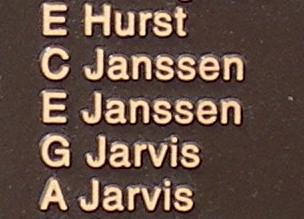 E Hurst
C Janssen
E Janssen
G Jarvis
A Jarvis